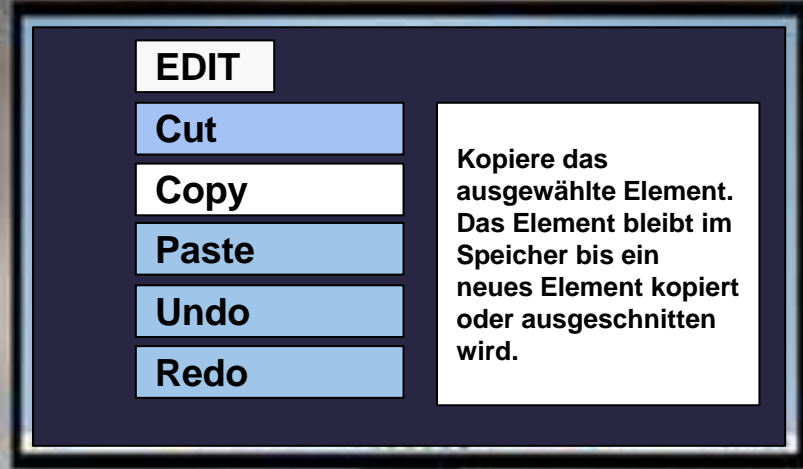 EDIT
Cut
Copy
Paste
Undo
Redo
Kopiere das
ausgewählte Element.
Das Element bleibt im
Speicher bis ein
neues Element kopiert
oder ausgeschnitten
wird.